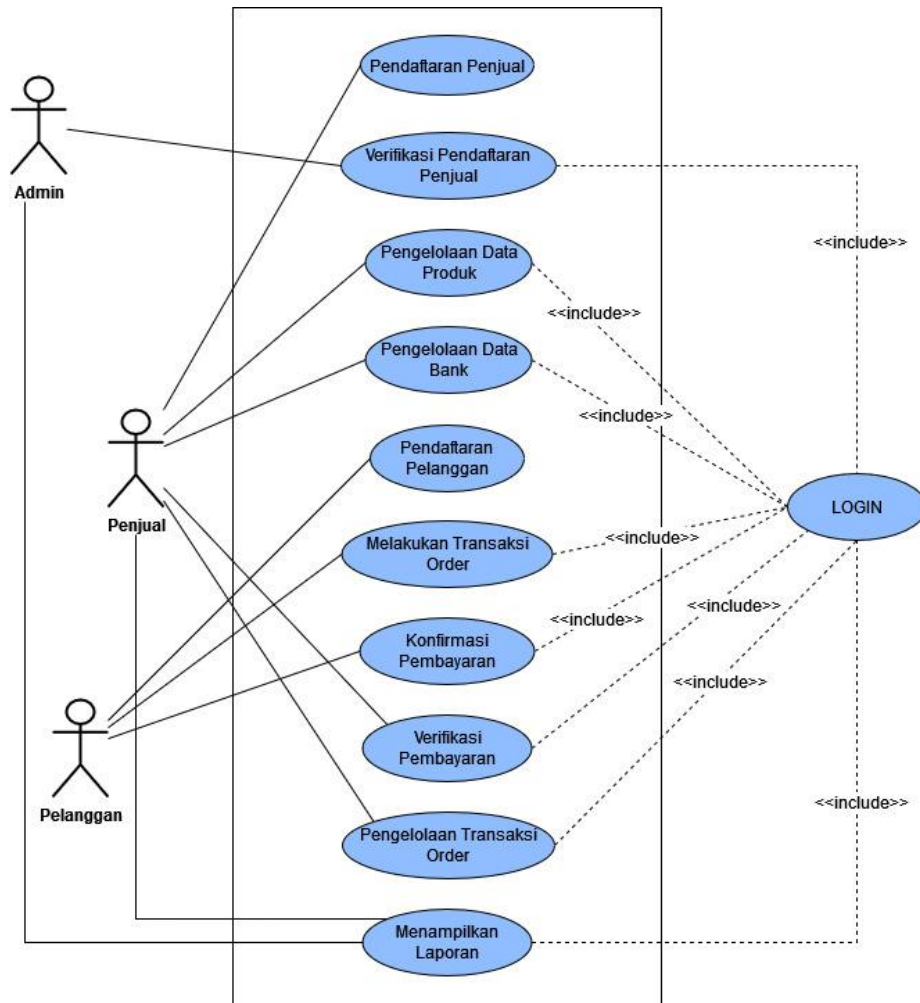 Pendaftaran Penjual
Admin
Verifikasi Pendaftaran
Penjual
<<include>>
Pengelolaan Data
Produk
<<include>>
Pengelolaan Data
Bank
<<include>>
Penjual
Pendaftaran
Pelanggan
LOGIN
Melakukan Transaksi
Order
<<include>>
Konfirmasi
Pembayaran
<<include>>
<<include>>
Pelanggan
Verifikasi
Pembayaran
<<include>>
Pengelolaan Transaksi
Order
<<include>>
Menampilkan
Laporan